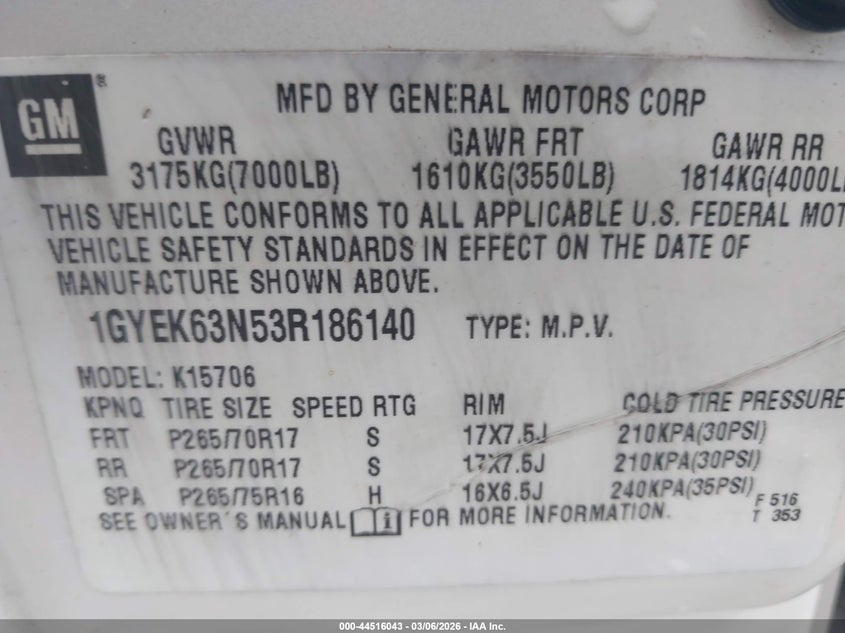 GM ®
MFD BY GENERAL MOTORS CORP
GVWR GAWR FRT GAWR RR
3175KG(7000LB) 1610KG(3550LB) 1814KG(4000L
THIS VEHICLE CONFORMS TO ALL APPLICABLE U.S. FEDERAL MOT
VEHICLE SAFETY STANDARDS IN EFFECT ON THE DATE OF
MANUFACTURE SHOWN ABOVE.
1GYEK63N53R186140 TYPE: M.P.V.
MODEL: K15706
KPNQ TIRE SIZE SPEED RTG RIM COLD TIRE PRESSURE
FRT P265/70R17 S 17X7.5J 210KPA(30PSI)
RR P265/70R17 S 17X7.5J 210KPA(30PSI)
SPA P265/75R16 H 16X6.5J 240KPA(35PSI)
F 516
SEE OWNER'S MANUAL i FOR MORE INFORMATION.
T 353
000-44516043 - 03/06/2026 - IAA Inc.